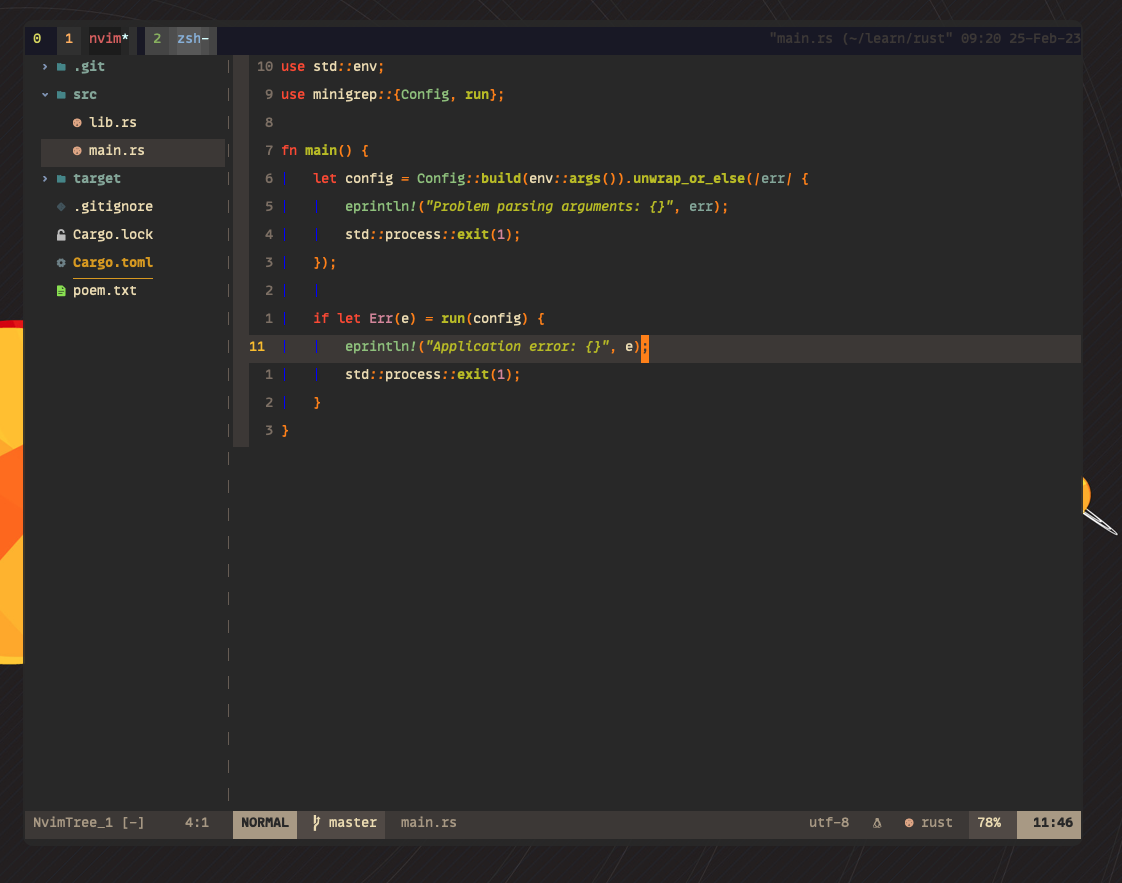 0 1 nvim* 2 zsh- "main.rs (~/learn/rust" 09:20 25-Feb-23
.git
src
lib.rs
main.rs
target
.gitignore
Cargo.lock
Cargo.toml
poem.txt
10 use std::env;
9 use minigrep::{Config, run};
8
7 fn main() {
6     let config = Config::build(env::args()).unwrap_or_else(|err| {
5         eprintln!("Problem parsing arguments: {}", err);
4         std::process::exit(1);
3     });
2
1     if let Err(e) = run(config) {
11         eprintln!("Application error: {}", e);
1         std::process::exit(1);
2     }
3 }
NvimTree_1 [-] 4:1 NORMAL master main.rs utf-8 rust 78% 11:46